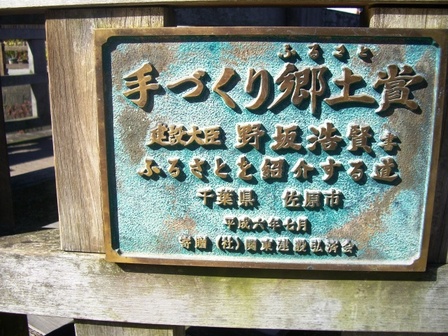 ふるさと
手づくり郷土賞
建設大臣 野坂浩賢書
ふるさとを紹介する道
千葉県 佐原市
平成六年七月
寄贈(社)関東建設弘済会